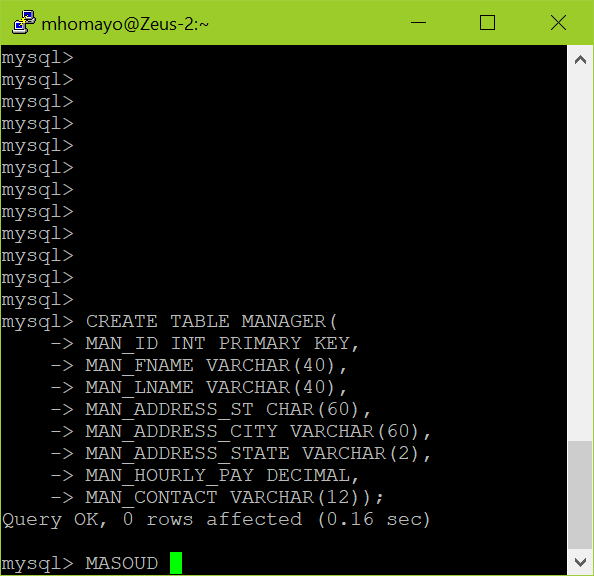 mhomayo@Zeus-2:~
mysql>
mysql>
mysql>
mysql>
mysql>
mysql>
mysql>
mysql>
mysql>
mysql>
mysql>
mysql>
mysql> CREATE TABLE MANAGER(
    -> MAN_ID INT PRIMARY KEY,
    -> MAN_FNAME VARCHAR(40),
    -> MAN_LNAME VARCHAR(40),
    -> MAN_ADDRESS_ST CHAR(60),
    -> MAN_ADDRESS_CITY VARCHAR(60),
    -> MAN_ADDRESS_STATE VARCHAR(2),
    -> MAN_HOURLY_PAY DECIMAL,
    -> MAN_CONTACT VARCHAR(12));
Query OK, 0 rows affected (0.16 sec)
mysql> MASOUD